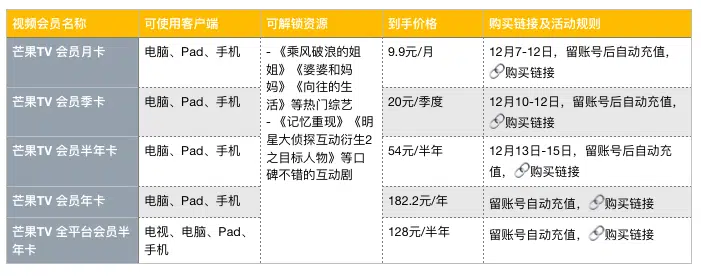 视频会员名称 可使用客户端 可解锁资源 到手价格 购买链接及活动规则
芒果TV 会员月卡 电脑、Pad、手机 9.9元/月 12月7-12日，留账号后自动充值，
购买链接
- 《乘风破浪的姐
姐》《婆婆和妈
妈》《向往的生
活》等热门综艺
- 《记忆重现》《明
星大侦探互动衍生2
之目标人物》等口
碑不错的互动剧
芒果TV 会员季卡 电脑、Pad、手机 20元/季度 12月10-12日，留账号后自动充值，
购买链接
芒果TV 会员半年卡 电脑、Pad、手机 54元/半年 12月13日-15日，留账号后自动充
值，购买链接
芒果TV 会员年卡 电脑、Pad、手机 182.2元/年 留账号自动充值，购买链接
芒果TV 全平台会员半
年卡
电视、电脑、Pad、
手机
128元/半年 留账号自动充值，购买链接